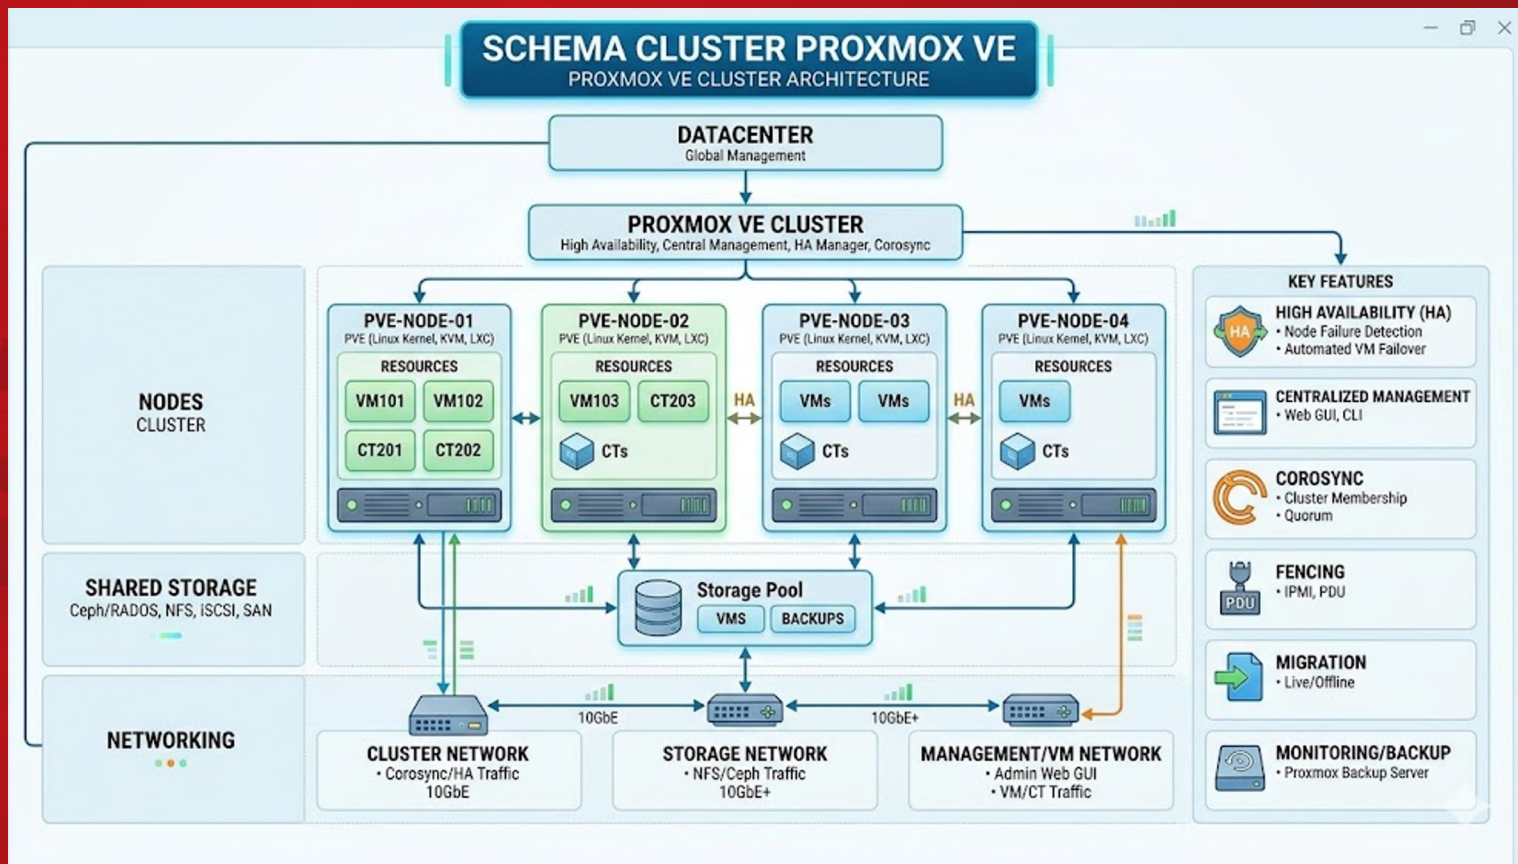 SCHEMA CLUSTER PROXMOX VE
PROXMOX VE CLUSTER ARCHITECTURE
DATACENTER
Global Management
PROXMOX VE CLUSTER
High Availability, Central Management, HA Manager, Corosync
NODES
CLUSTER
PVE-NODE-01
PVE (Linux Kernel, KVM, LXC)
RESOURCES
VM101 VM102
CT201 CT202
PVE-NODE-02
PVE (Linux Kernel, KVM, LXC)
RESOURCES
VM103 CT203
CTs
HA
PVE-NODE-03
PVE (Linux Kernel, KVM, LXC)
RESOURCES
VMs VMs
CTs
HA
PVE-NODE-04
PVE (Linux Kernel, KVM, LXC)
RESOURCES
VMs
CTs
SHARED STORAGE
Ceph/RADOS, NFS, iSCSI, SAN
Storage Pool
VMS BACKUPS
NETWORKING
10GbE
10GbE+
CLUSTER NETWORK
• Corosync/HA Traffic
10GbE
STORAGE NETWORK
• NFS/Ceph Traffic
10GbE+
MANAGEMENT/VM NETWORK
• Admin Web GUI
• VM/CT Traffic
KEY FEATURES
HA
HIGH AVAILABILITY (HA)
• Node Failure Detection
• Automated VM Failover
CENTRALIZED MANAGEMENT
• Web GUI, CLI
COROSYNC
• Cluster Membership
• Quorum
PDU
FENCING
• IPMI, PDU
MIGRATION
• Live/Offline
MONITORING/BACKUP
• Proxmox Backup Server